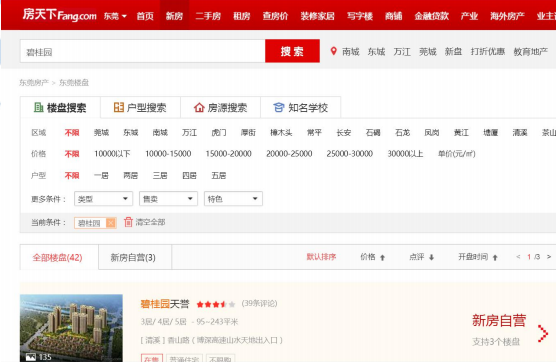 房天下Fang.com 东莞 首页 新房 二手房 租房 查房价 装修家居 写字楼 商铺 金融贷款 产业 海外房产 业主
碧桂园 搜 索 南城 东城 万江 莞城 新盘 打折优惠 教育地产
东莞房产 > 东莞楼盘
楼盘搜索 户型搜索 房源搜索 知名学校
区域 不限 莞城 东城 南城 万江 虎门 厚街 樟木头 常平 长安 石碣 石龙 凤岗 黄江 塘厦 清溪 茶山
价格 不限 10000以下 10000-15000 15000-20000 20000-25000 25000-30000 30000以上 单价(元/㎡)
户型 不限 一居 两居 三居 四居 五居
更多条件： 类型 售卖 特色
当前条件： 碧桂园 清空全部
全部楼盘(42) 新房自营(3) 默认排序 价格 点评 开盘时间 < 1 /3 >
碧桂园天誉 (39条评论)
3居/ 4居/ 5居 - 95~243平米
[ 清溪 ] 香山路（博深高速山水天地出入口）
在售 普通住宅 不限购
新房自营
支持3个楼盘
135